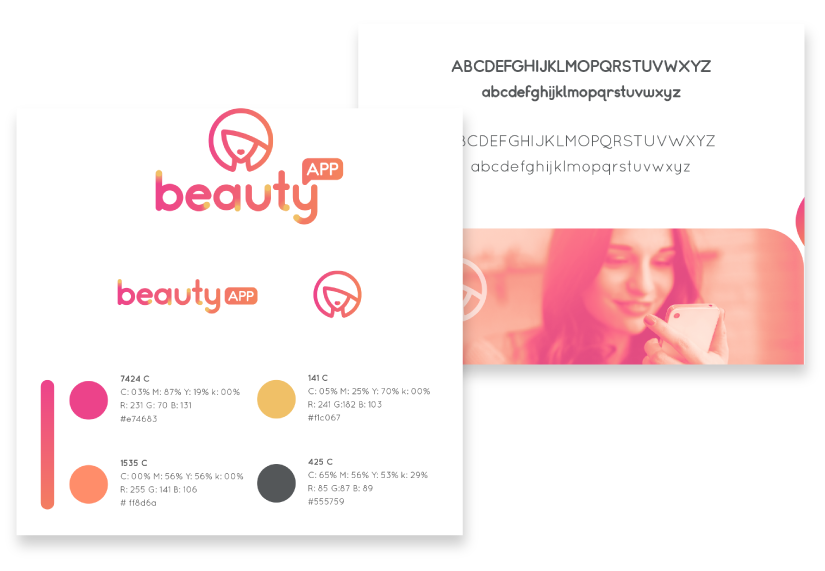 beauty APP
beauty APP
7424 C
C: 03% M: 87% Y: 19% k: 00%
R: 231 G: 70 B: 131
#e74683
141 C
C: 05% M: 25% Y: 70% k: 00%
R: 241 G:182 B: 103
#f1c067
1535 C
C: 00% M: 56% Y: 56% k: 00%
R: 255 G: 141 B: 106
# ff8d6a
425 C
C: 65% M: 56% Y: 53% k: 29%
R: 85 G:87 B: 89
#555759
ABCDEFGHIJKLMOPQRSTUVWXYZ
abcdefghijklmopqrstuvwxyz
BCDEFGHIJKLMOPQRSTUVWXYZ
abcdefghijklmopqrstuvwxyz